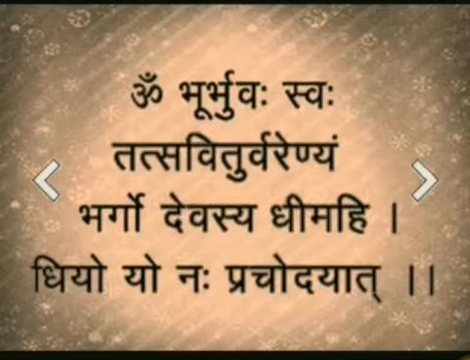 ॐ भूर्भुवः स्वः
तत्सवितुर्वरेण्यं
भर्गो देवस्य धीमहि ।
धियो यो नः प्रचोदयात् ।।